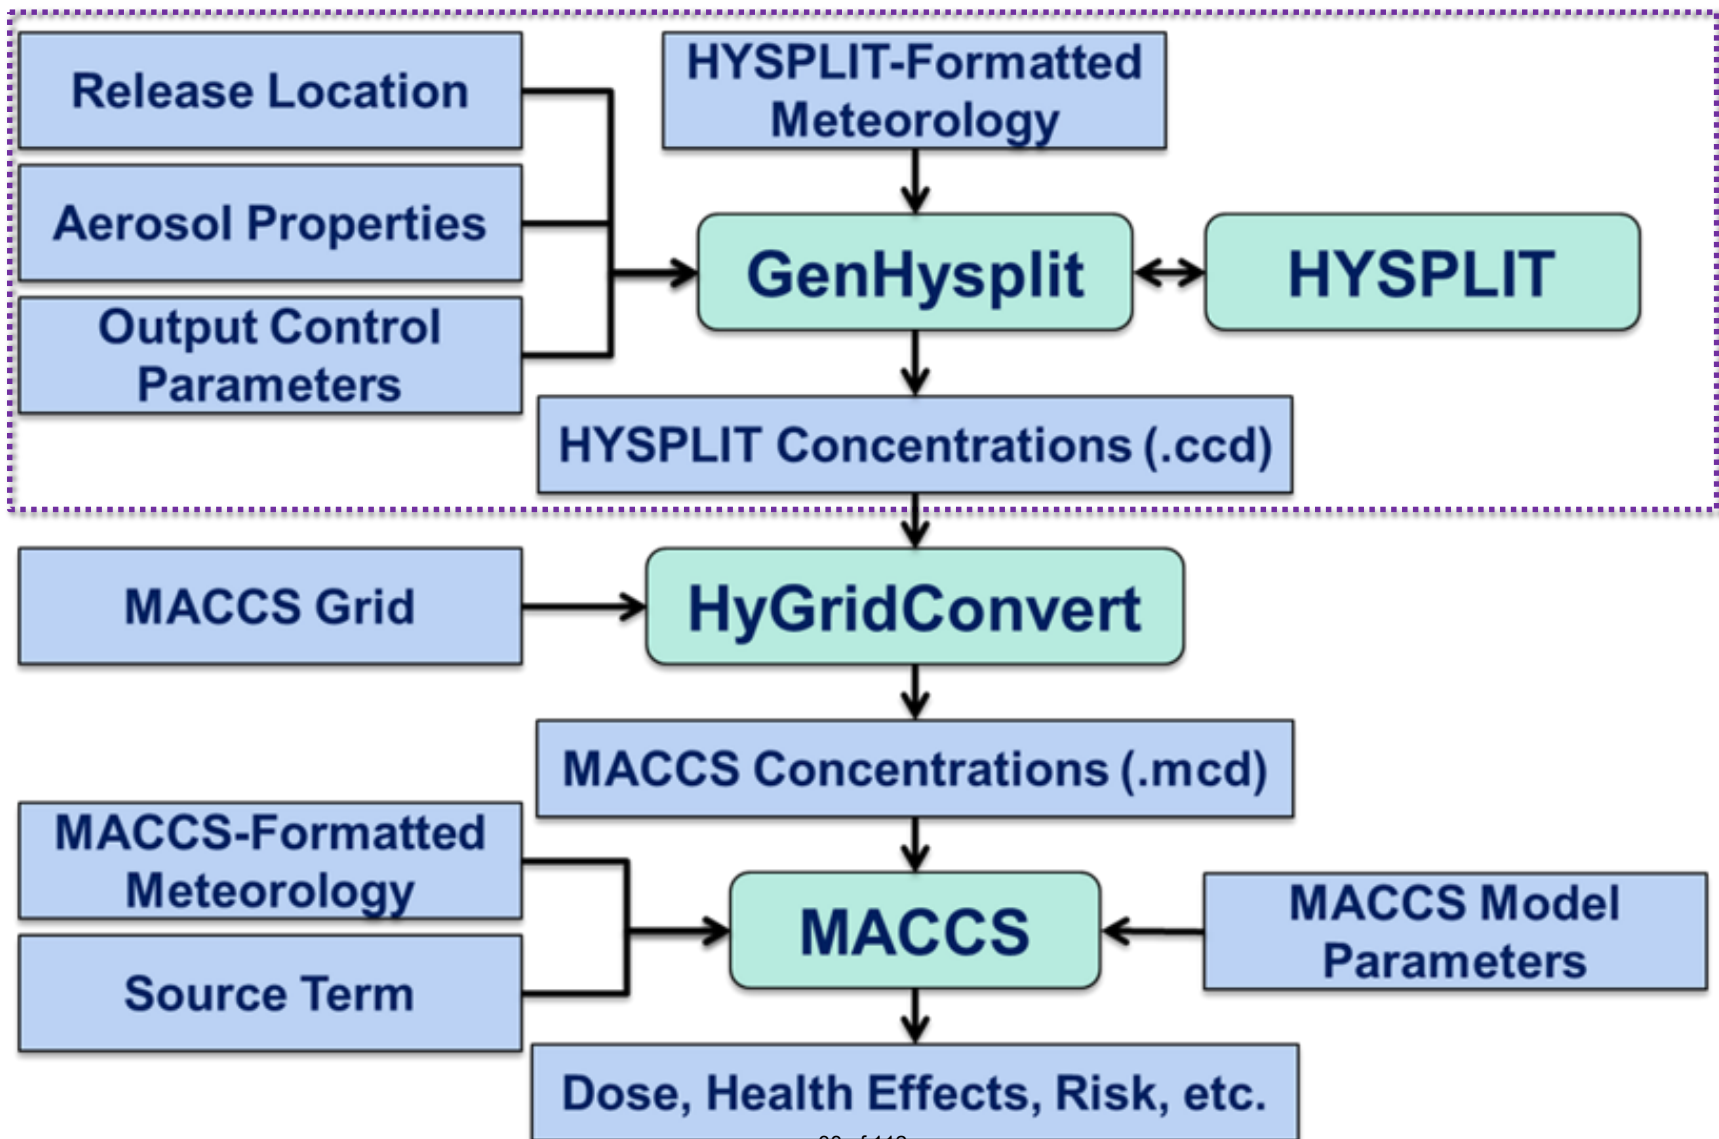 Release Location
HYSPLIT-Formatted
Meteorology
Aerosol Properties
GenHysplit
HYSPLIT
Output Control
Parameters
HYSPLIT Concentrations (.ccd)
MACCS Grid
HyGridConvert
MACCS Concentrations (.mcd)
MACCS-Formatted
Meteorology
MACCS
MACCS Model
Parameters
Source Term
Dose, Health Effects, Risk, etc.